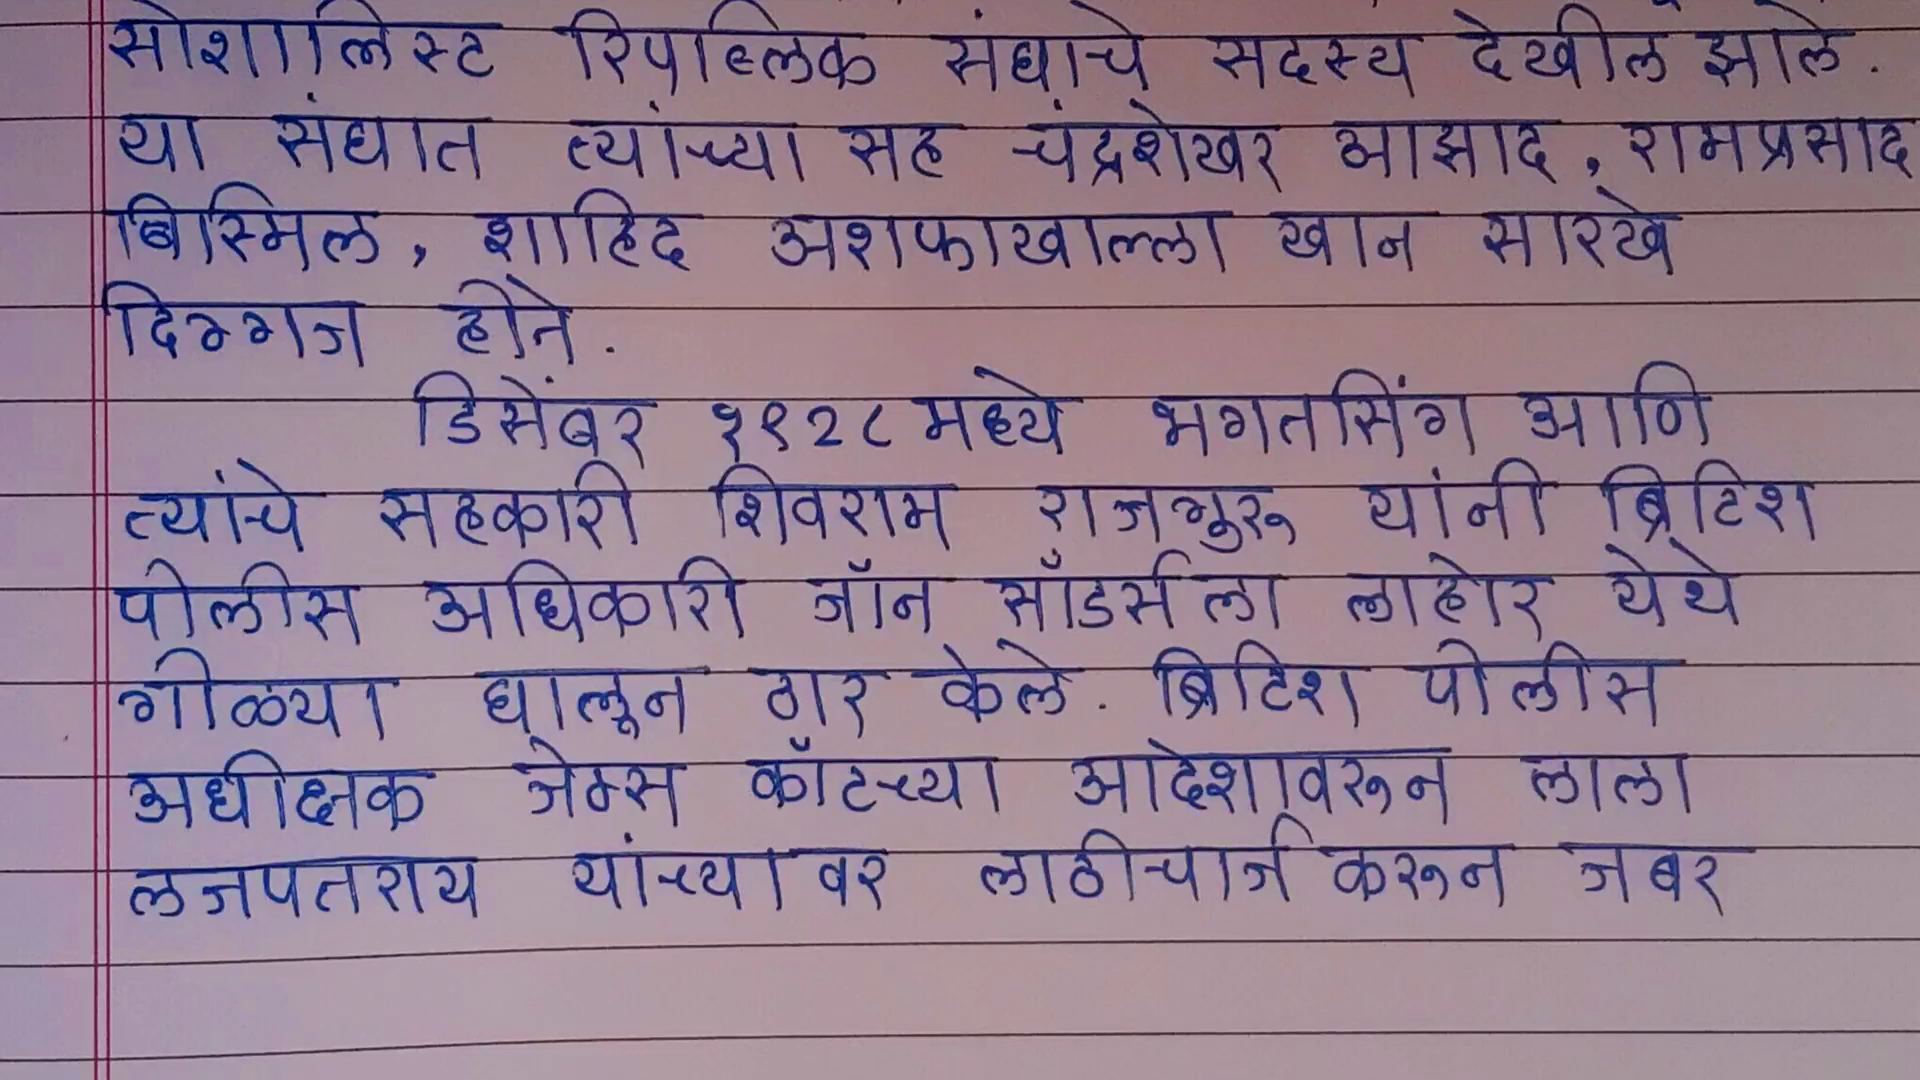 सोशालिस्ट रिपब्लिक संघाचे सदस्य देखील झाले.
या संघात त्यांच्या सह चंद्रशेखर आझाद, रामप्रसाद
बिस्मिल, शाहिद अशफाखाल्ला खान सारखे
दिग्गज होते.
डिसेंबर १९२८ मध्ये भगतसिंग आणि
त्यांचे सहकारी शिवराम राजगुरू यांनी ब्रिटिश
पोलीस अधिकारी जॉन सॉंडर्सला लाहोर येथे
गोळ्या घालून ठार केले. ब्रिटिश पोलीस
अधीक्षक जेम्स कॉटच्या आदेशावरून लाला
लजपतराय यांच्या वर लाठीचार्ज करून जबर